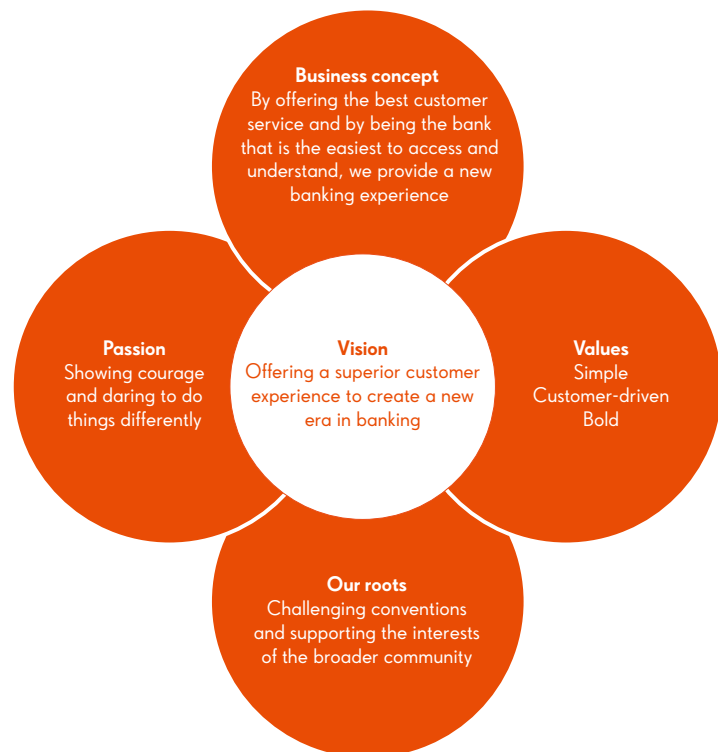 Business concept
By offering the best customer
service and by being the bank
that is the easiest to access and
understand, we provide a new
banking experience
Passion
Showing courage
and daring to do
things differently
Vision
Offering a superior customer
experience to create a new
era in banking
Values
Simple
Customer-driven
Bold
Our roots
Challenging conventions
and supporting the interests
of the broader community